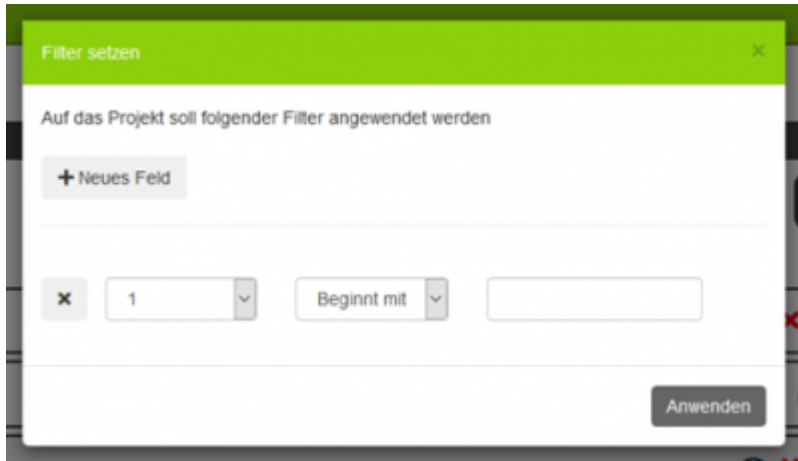 Filter setzen
Auf das Projekt soll folgender Filter angewendet werden
Neues Feld
1 Beginnt mit
Anwenden